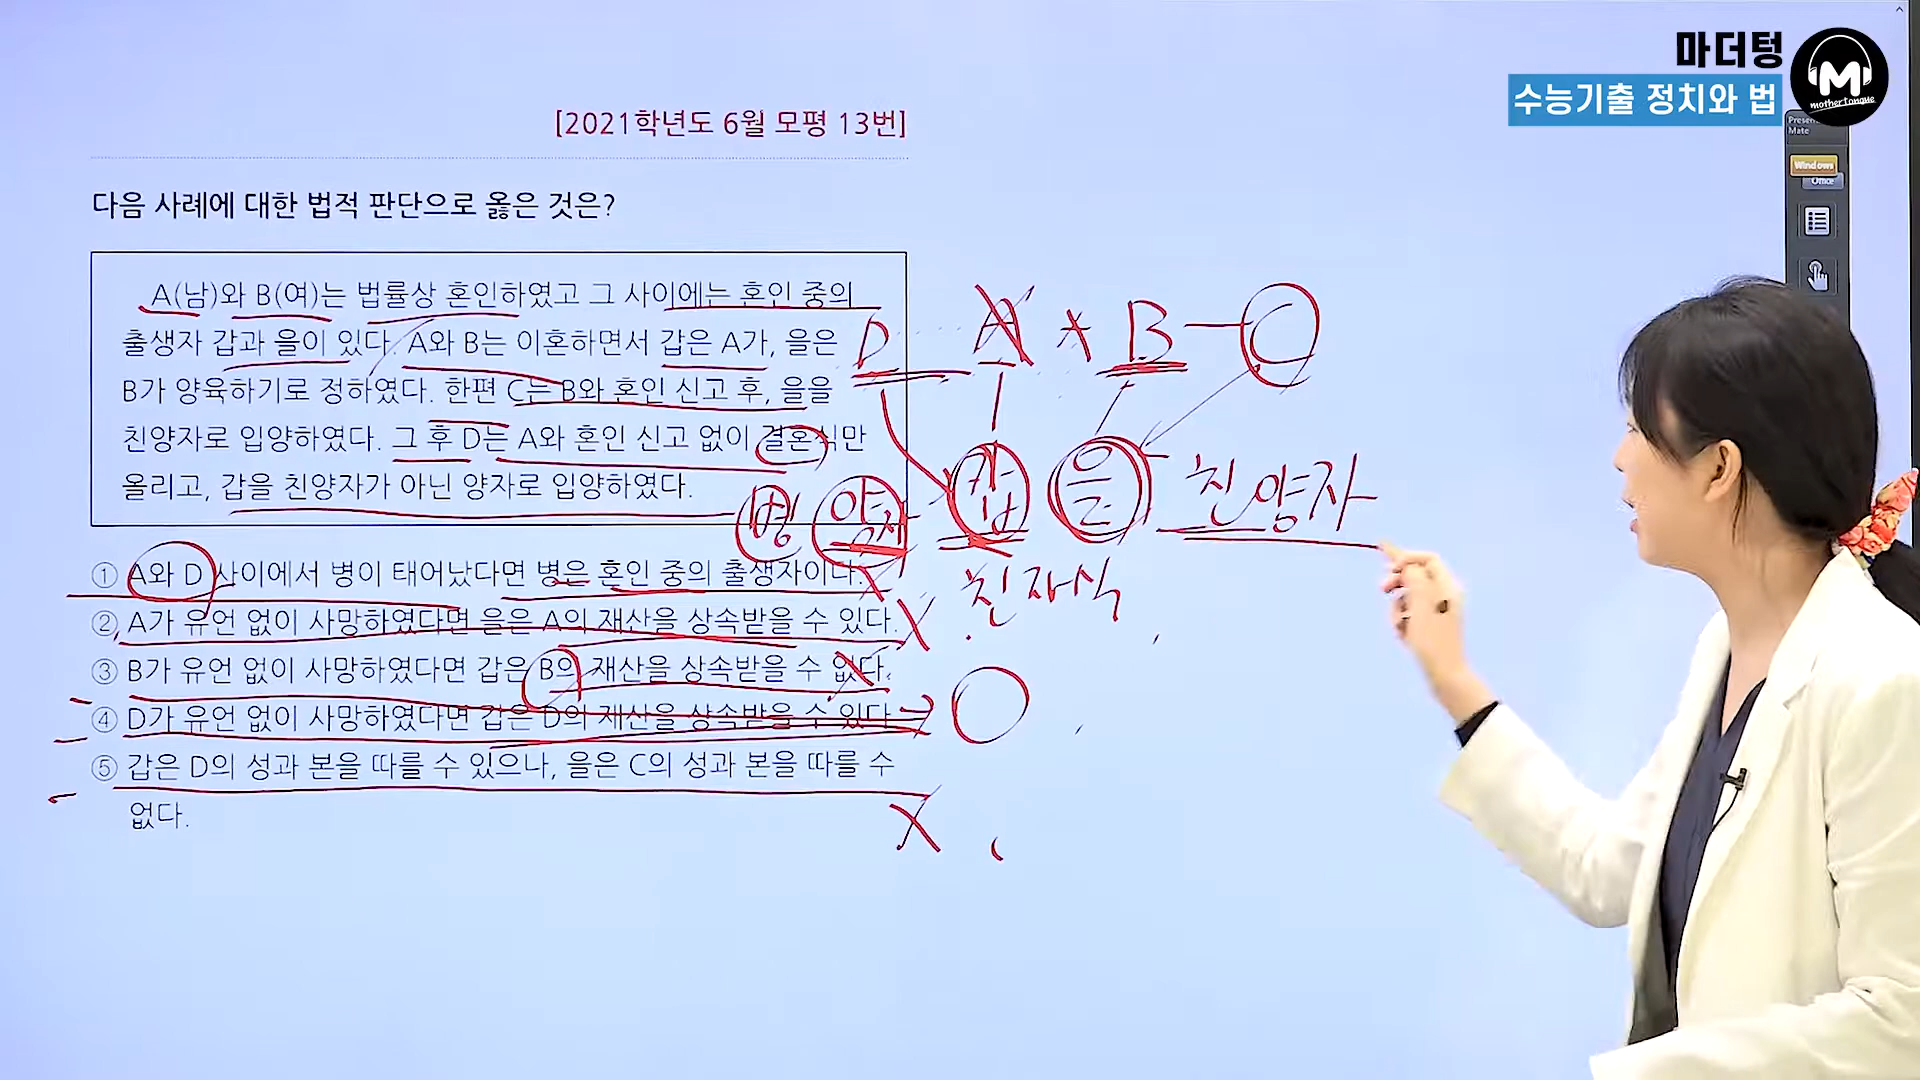 마더텅
수능기출 정치와 법
M
mothertongue
Mate
Windows
Office
[2021학년도 6월 모평 13번]
다음 사례에 대한 법적 판단으로 옳은 것은?
A(남)와 B(여)는 법률상 혼인하였고 그 사이에는 혼인 중의
출생자 갑과 을이 있다. A와 B는 이혼하면서 갑은 A가, 을은
B가 양육하기로 정하였다. 한편 C는 B와 혼인 신고 후, 을을
친양자로 입양하였다. 그 후 D는 A와 혼인 신고 없이 결혼식만
올리고, 갑을 친양자가 아닌 양자로 입양하였다.
D A B C
병 양자 갑 을 친양자
친자식
① A와 D 사이에서 병이 태어났다면 병은 혼인 중의 출생자이다.
② A가 유언 없이 사망하였다면 을은 A의 재산을 상속받을 수 있다.
③ B가 유언 없이 사망하였다면 갑은 B의 재산을 상속받을 수 없다.
④ D가 유언 없이 사망하였다면 갑은 D의 재산을 상속받을 수 있다.
⑤ 갑은 D의 성과 본을 따를 수 있으나, 을은 C의 성과 본을 따를 수
없다.